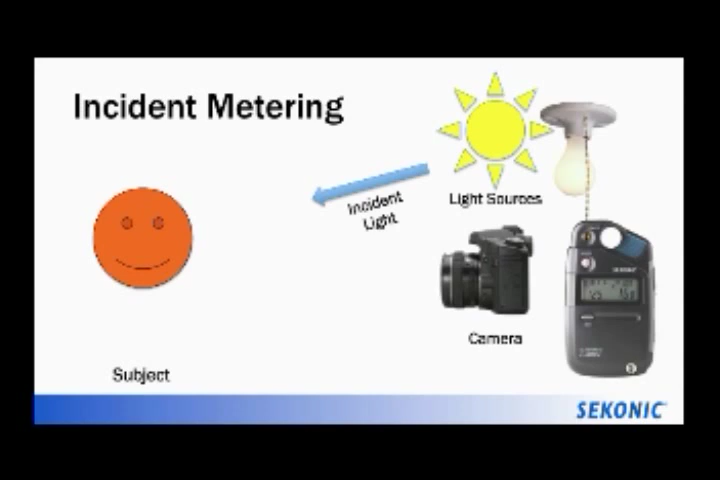 Incident Metering
Incident
Light
Light Sources
Camera
Subject
SEKONIC